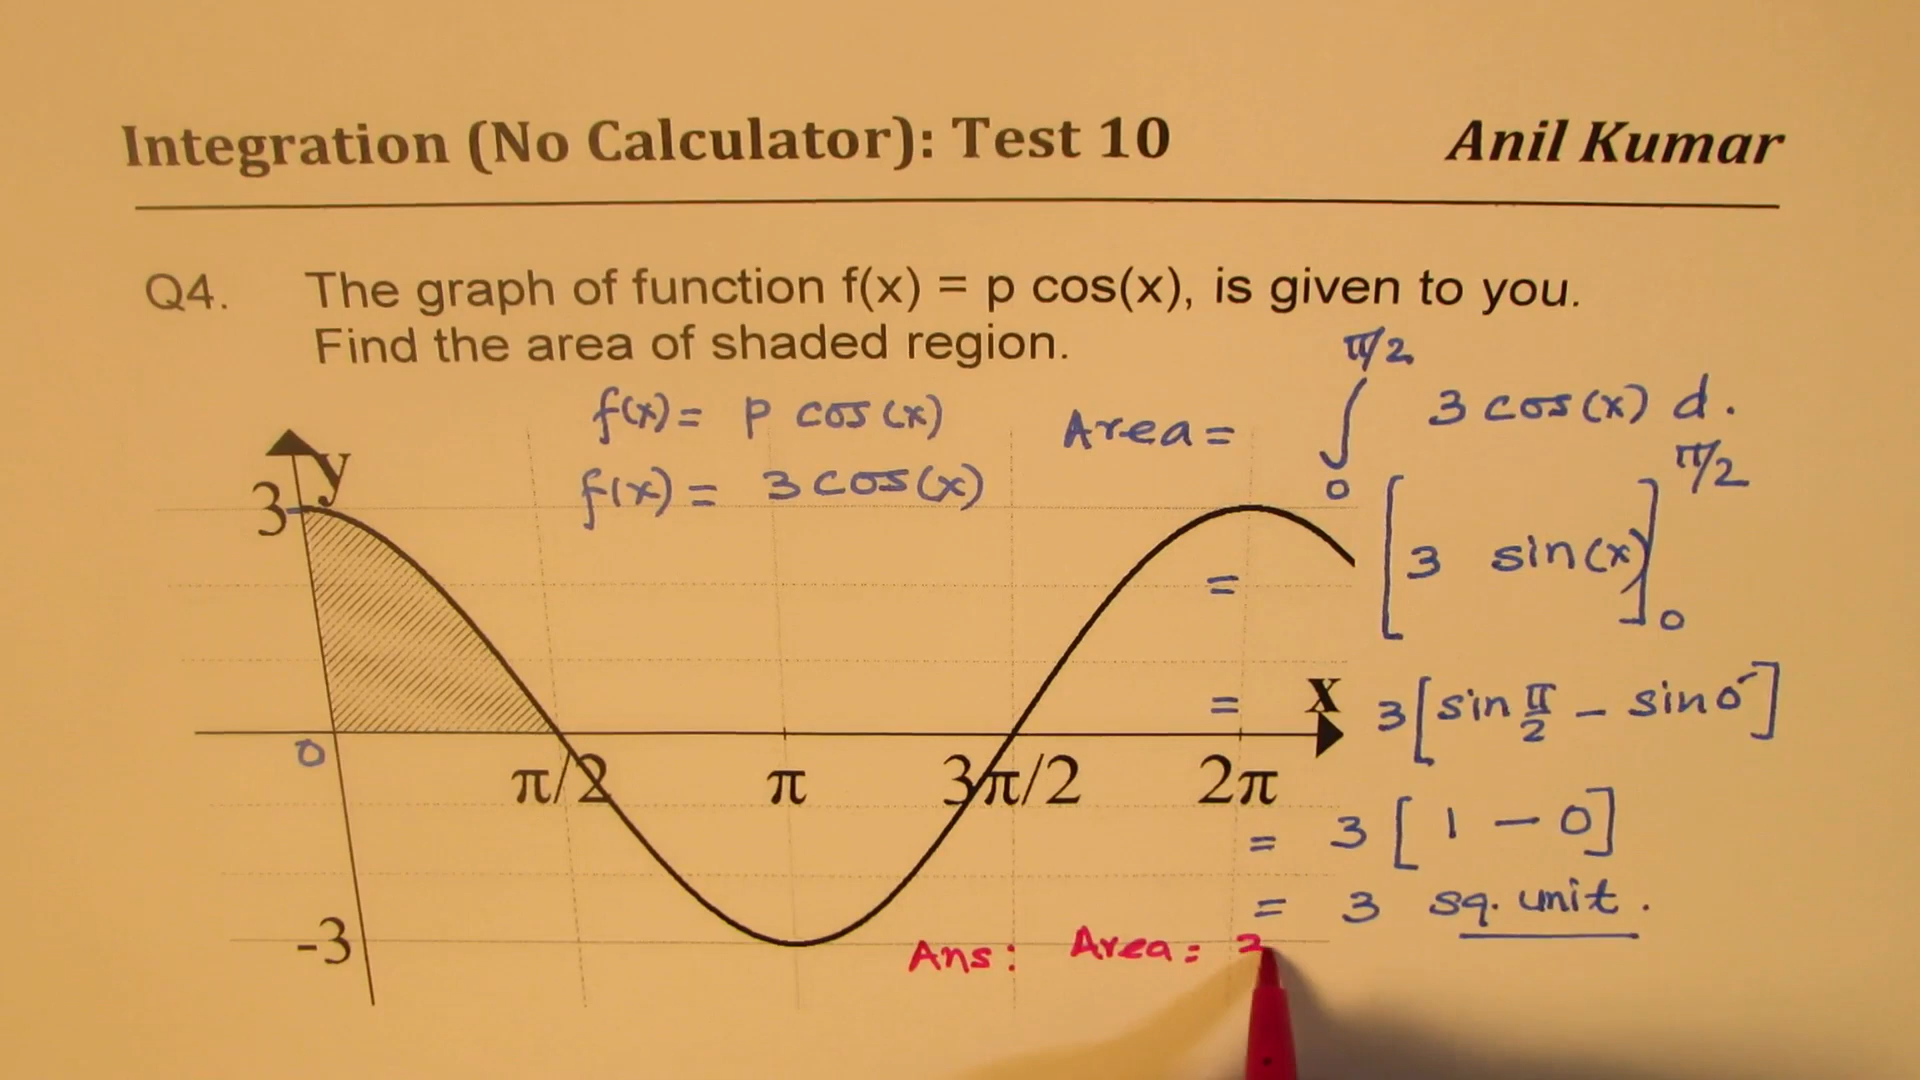 Integration (No Calculator): Test 10 Anil Kumar
Q4. The graph of function f(x) = p cos(x), is given to you.
Find the area of shaded region.
f(x) = p cos(x)
f(x) = 3 cos(x)
Area = ∫ 0 π/2 3 cos(x) d.
= [3 sin(x)] 0 π/2
= 3[sin π/2 - sin 0]
= 3 [1 - 0]
= 3 sq. unit.
y
3
x
0
π/2 π 3π/2 2π
-3
Ans: Area =